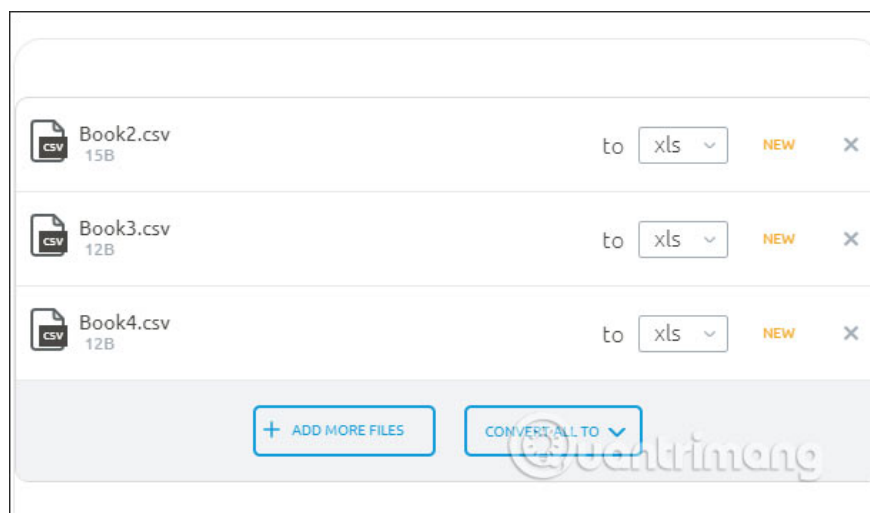 CSV Book2.csv to xls NEW
15B
CSV Book3.csv to xls NEW
12B
CSV Book4.csv to xls NEW
12B
+ ADD MORE FILES CONVERT ALL TO
Quantrimang